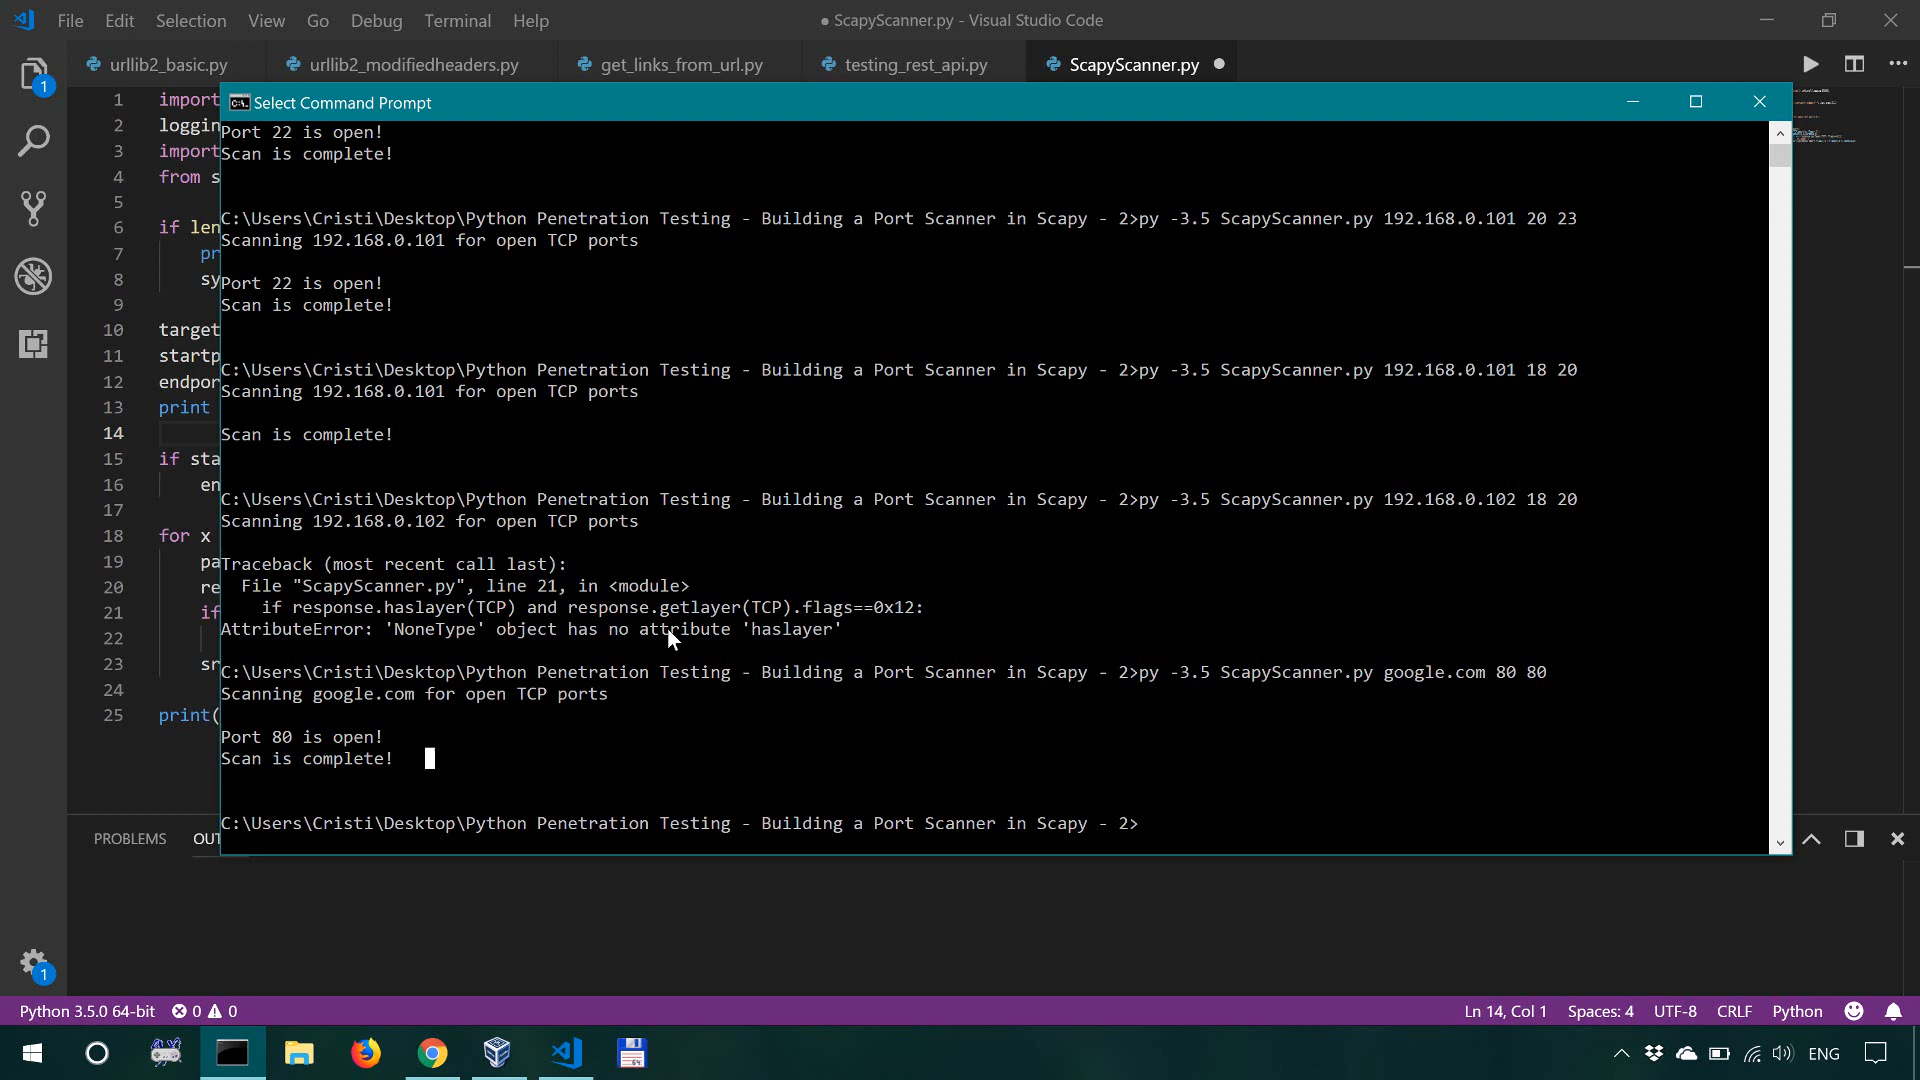 File Edit Selection View Go Debug Terminal Help
● ScapyScanner.py - Visual Studio Code
urllib2_basic.py urllib2_modifiedheaders.py get_links_from_url.py testing_rest_api.py ScapyScanner.py
Select Command Prompt
1 import
2 loggin
3 import
4 from s
5
6 if len
7 pr
8 sy
9
10 target
11 startp
12 endpor
13 print
14
15 if sta
16 en
17
18 for x
19 pa
20 re
21 if
22
23 sr
24
25 print(
Port 22 is open!
Scan is complete!
C:\Users\Cristi\Desktop\Python Penetration Testing - Building a Port Scanner in Scapy - 2>py -3.5 ScapyScanner.py 192.168.0.101 20 23
Scanning 192.168.0.101 for open TCP ports
Port 22 is open!
Scan is complete!
C:\Users\Cristi\Desktop\Python Penetration Testing - Building a Port Scanner in Scapy - 2>py -3.5 ScapyScanner.py 192.168.0.101 18 20
Scanning 192.168.0.101 for open TCP ports
Scan is complete!
C:\Users\Cristi\Desktop\Python Penetration Testing - Building a Port Scanner in Scapy - 2>py -3.5 ScapyScanner.py 192.168.0.102 18 20
Scanning 192.168.0.102 for open TCP ports
Traceback (most recent call last):
File "ScapyScanner.py", line 21, in <module>
if response.haslayer(TCP) and response.getlayer(TCP).flags==0x12:
AttributeError: 'NoneType' object has no attribute 'haslayer'
C:\Users\Cristi\Desktop\Python Penetration Testing - Building a Port Scanner in Scapy - 2>py -3.5 ScapyScanner.py google.com 80 80
Scanning google.com for open TCP ports
Port 80 is open!
Scan is complete!
C:\Users\Cristi\Desktop\Python Penetration Testing - Building a Port Scanner in Scapy - 2>
PROBLEMS OUT
1
1
Python 3.5.0 64-bit 0 0 Ln 14, Col 1 Spaces: 4 UTF-8 CRLF Python
ENG